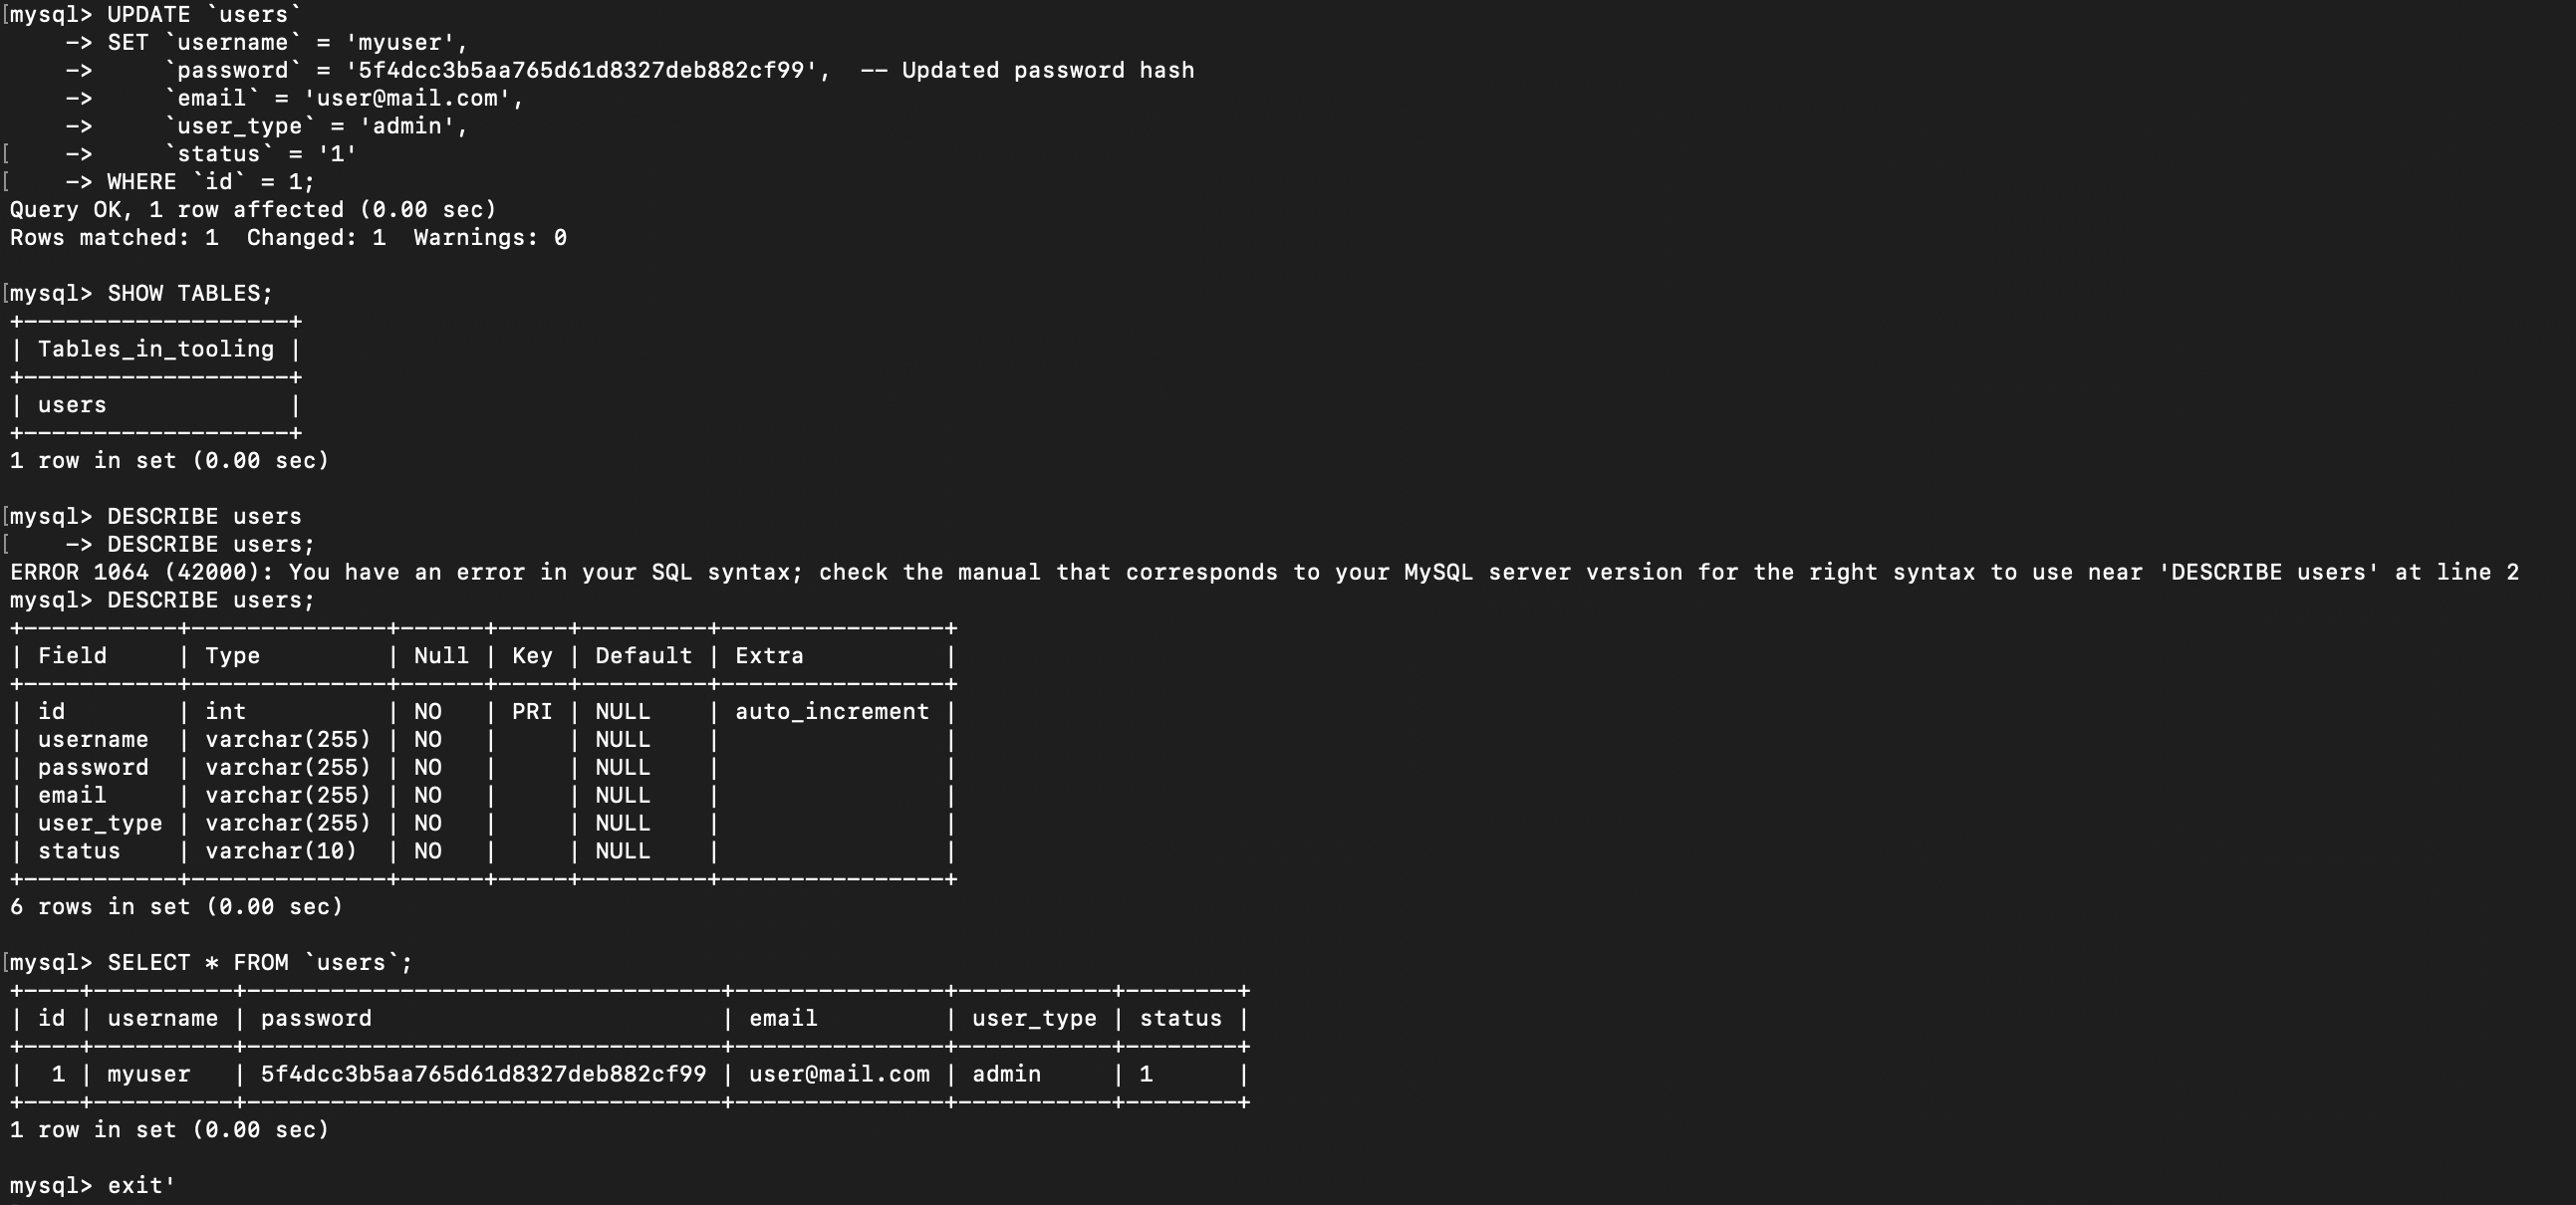 [mysql> UPDATE `users`
    -> SET `username` = 'myuser',
    ->     `password` = '5f4dcc3b5aa765d61d8327deb882cf99',  -- Updated password hash
    ->     `email` = 'user@mail.com',
    ->     `user_type` = 'admin',
[    ->     `status` = '1'
[    -> WHERE `id` = 1;
Query OK, 1 row affected (0.00 sec)
Rows matched: 1  Changed: 1  Warnings: 0

[mysql> SHOW TABLES;
+-------------------+
| Tables_in_tooling |
+-------------------+
| users             |
+-------------------+
1 row in set (0.00 sec)

[mysql> DESCRIBE users
[    -> DESCRIBE users;
ERROR 1064 (42000): You have an error in your SQL syntax; check the manual that corresponds to your MySQL server version for the right syntax to use near 'DESCRIBE users' at line 2
mysql> DESCRIBE users;
+-----------+--------------+------+-----+---------+----------------+
| Field     | Type         | Null | Key | Default | Extra          |
+-----------+--------------+------+-----+---------+----------------+
| id        | int          | NO   | PRI | NULL    | auto_increment |
| username  | varchar(255) | NO   |     | NULL    |                |
| password  | varchar(255) | NO   |     | NULL    |                |
| email     | varchar(255) | NO   |     | NULL    |                |
| user_type | varchar(255) | NO   |     | NULL    |                |
| status    | varchar(10)  | NO   |     | NULL    |                |
+-----------+--------------+------+-----+---------+----------------+
6 rows in set (0.00 sec)

[mysql> SELECT * FROM `users`;
+----+----------+----------------------------------+---------------+-----------+--------+
| id | username | password                         | email         | user_type | status |
+----+----------+----------------------------------+---------------+-----------+--------+
|  1 | myuser   | 5f4dcc3b5aa765d61d8327deb882cf99 | user@mail.com | admin     | 1      |
+----+----------+----------------------------------+---------------+-----------+--------+
1 row in set (0.00 sec)

mysql> exit'